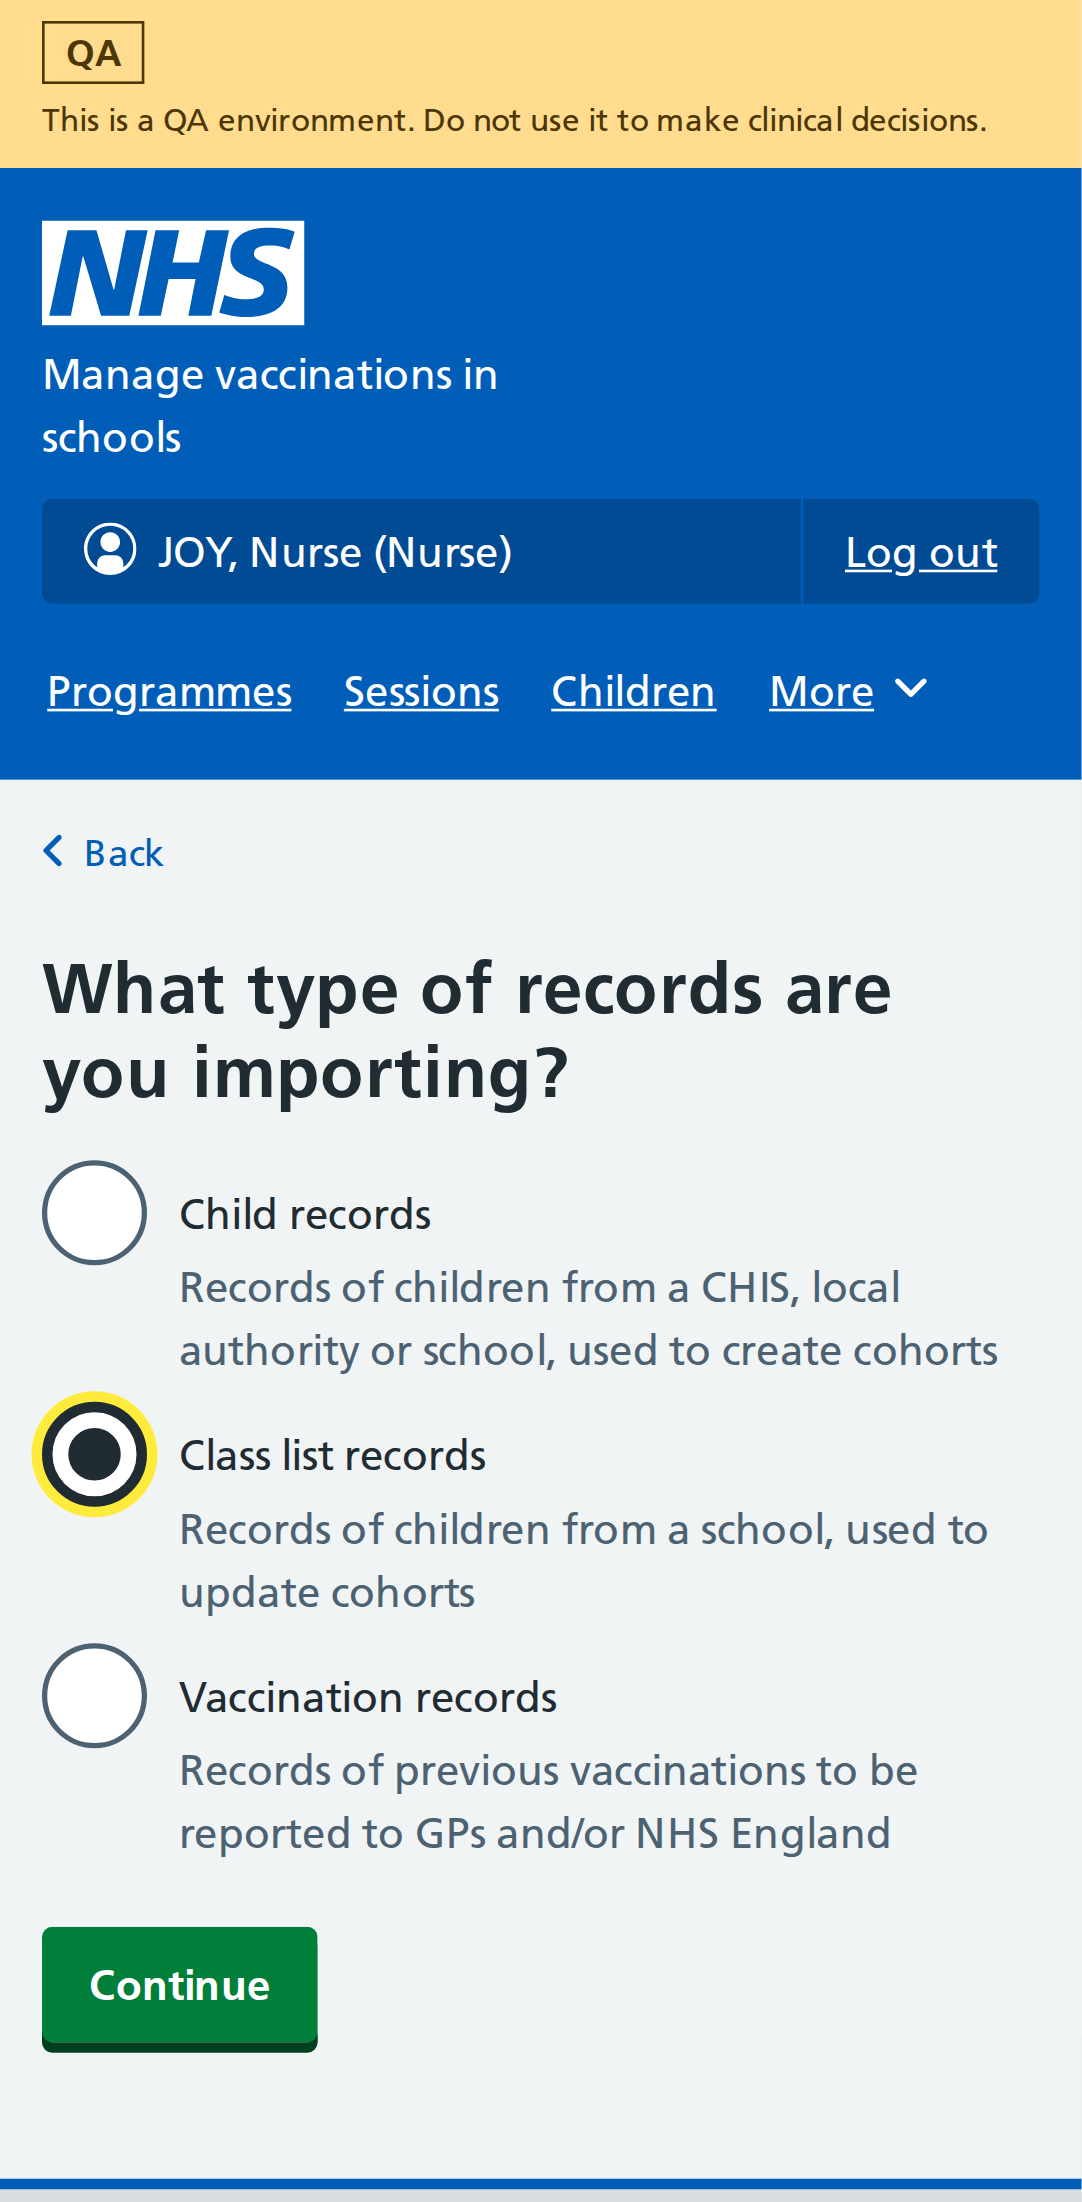 QA
This is a QA environment. Do not use it to make clinical decisions.
NHS
Manage vaccinations in
schools
JOY, Nurse (Nurse)
Log out
Programmes Sessions Children More
Back
What type of records are
you importing?
Child records
Records of children from a CHIS, local
authority or school, used to create cohorts
Class list records
Records of children from a school, used to
update cohorts
Vaccination records
Records of previous vaccinations to be
reported to GPs and/or NHS England
Continue